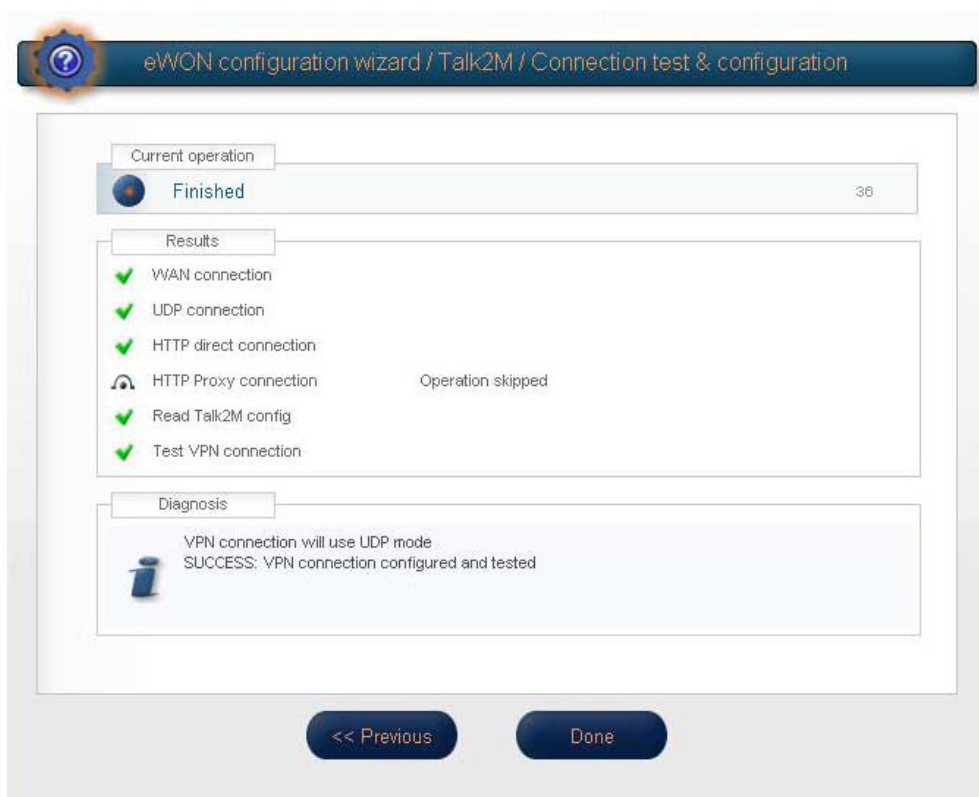 eWON configuration wizard / Talk2M / Connection test & configuration
Current operation
Finished 36
Results
WAN connection
UDP connection
HTTP direct connection
HTTP Proxy connection Operation skipped
Read Talk2M config
Test VPN connection
Diagnosis
VPN connection will use UDP mode
SUCCESS: VPN connection configured and tested
<< Previous Done